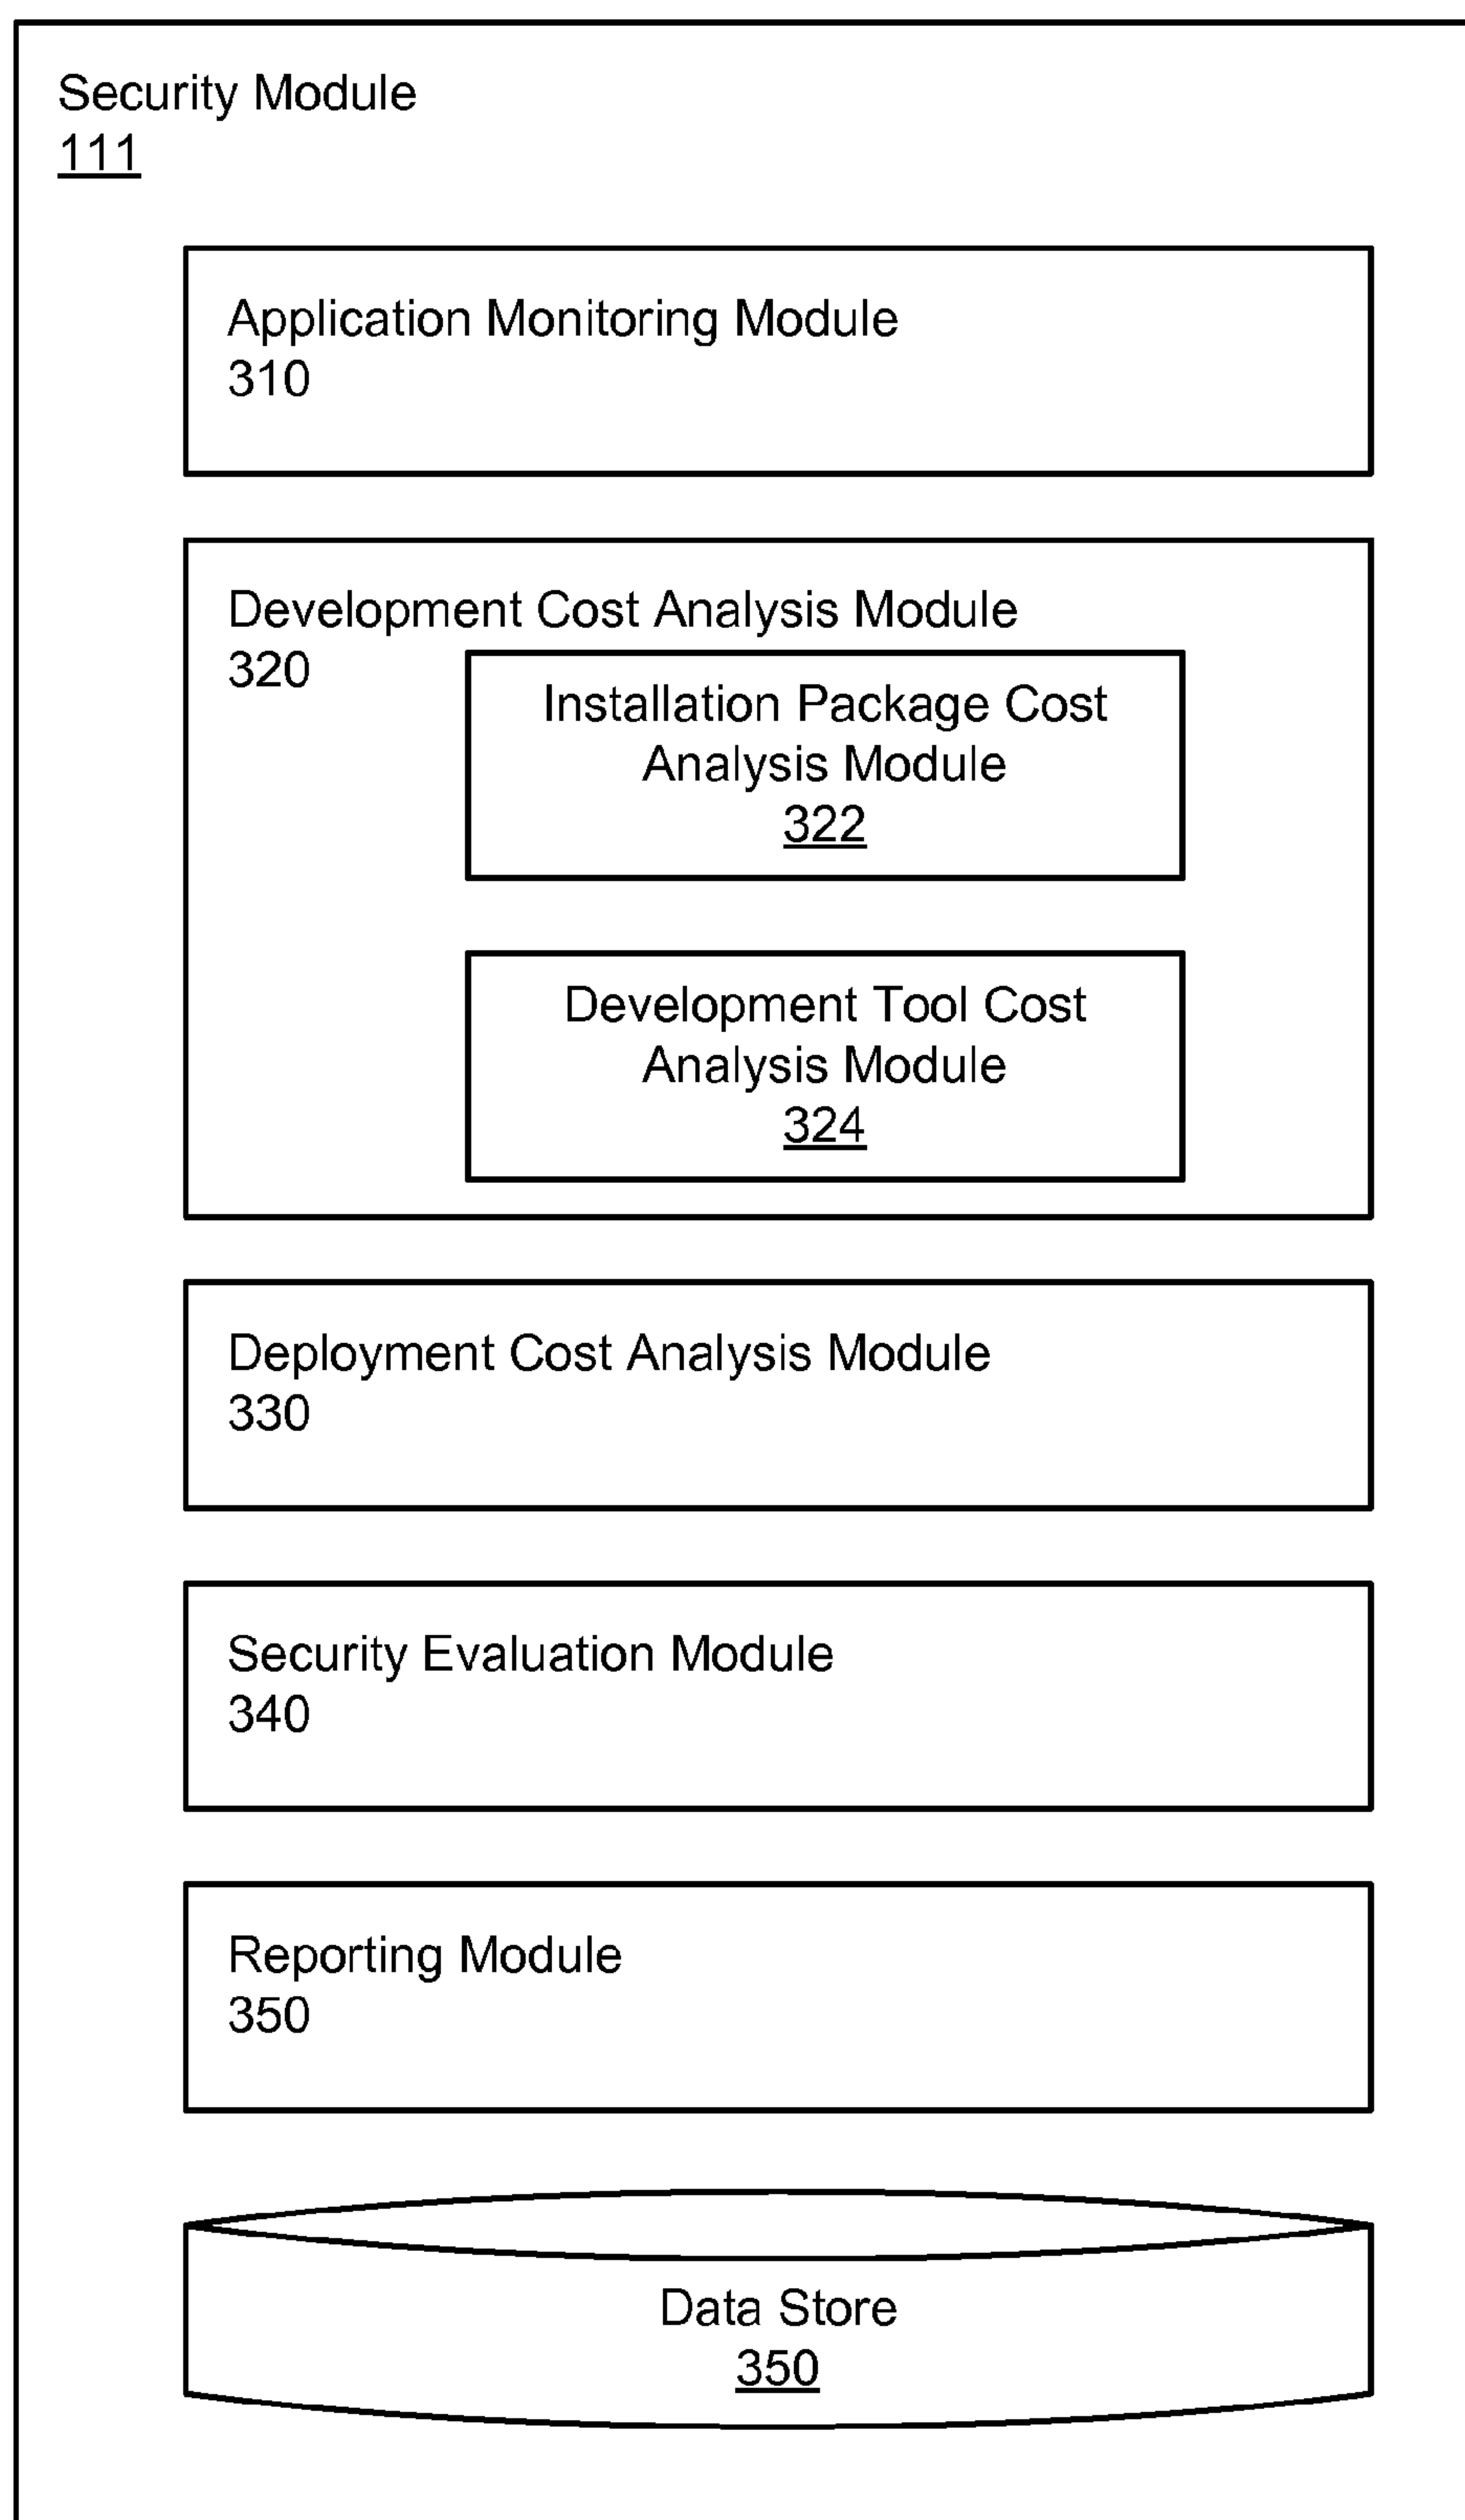 Security Module
111
Application Monitoring Module
310
Development Cost Analysis Module
320
Installation Package Cost
Analysis Module
322
Development Tool Cost
Analysis Module
324
Deployment Cost Analysis Module
330
Security Evaluation Module
340
Reporting Module
350
Data Store
350